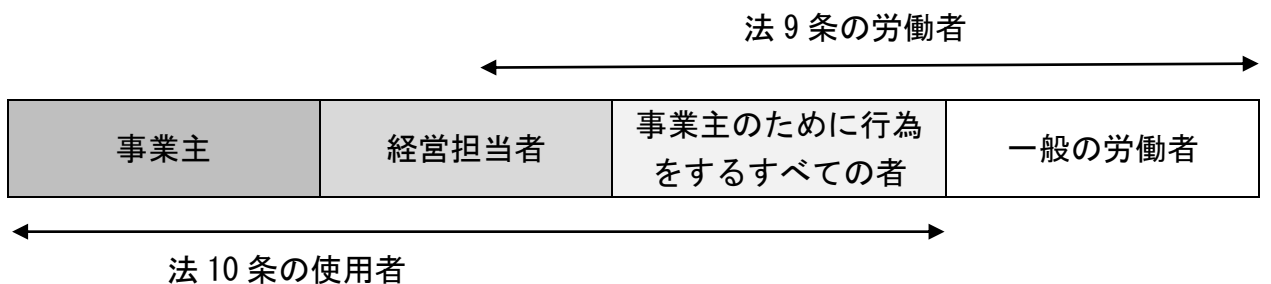 法 9 条の労働者
事業主
経営担当者
事業主のために行為
をするすべての者
一般の労働者
法 10 条の使用者